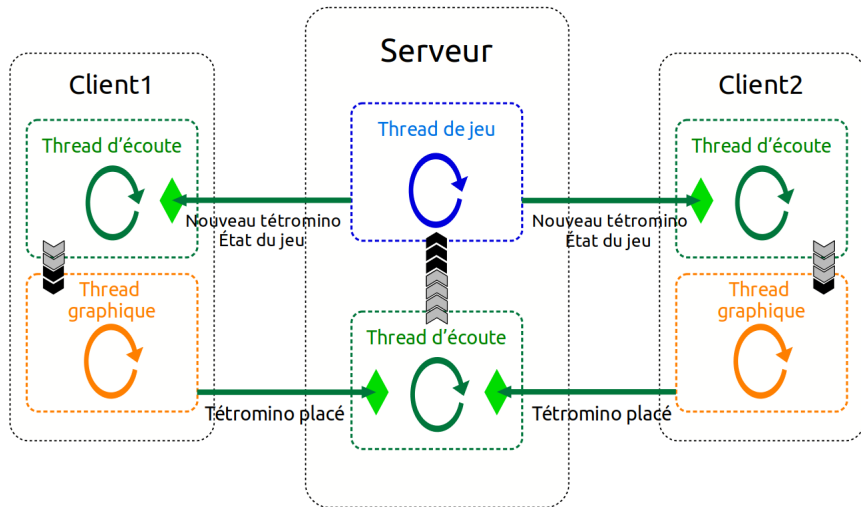 Client1
Thread d'écoute
Thread
graphique
Serveur
Thread de jeu
Nouveau tétromino
État du jeu
Nouveau tétromino
État du jeu
Thread d'écoute
Tétromino placé
Tétromino placé
Client2
Thread d'écoute
Thread
graphique